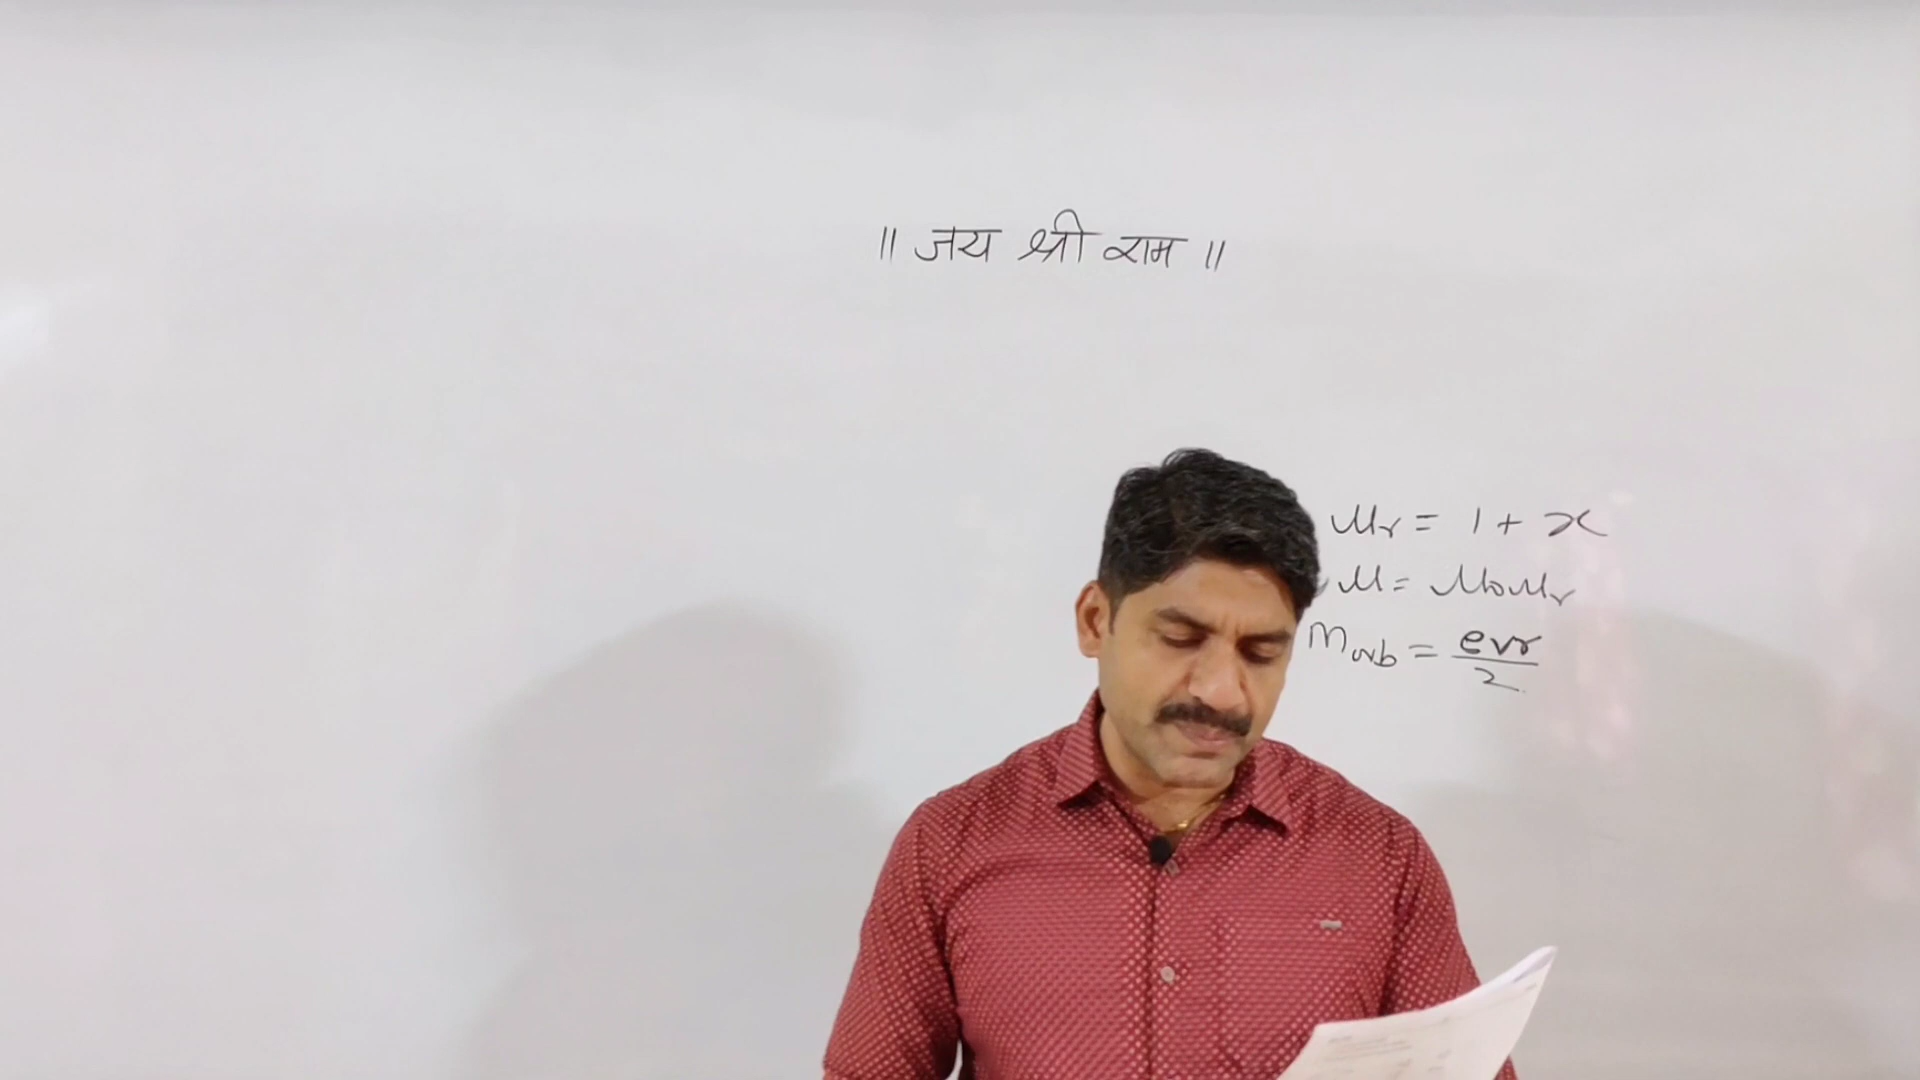 ॥ जय श्री राम ॥
μr = 1 + x
μ = μ0μr
morb = evr/2